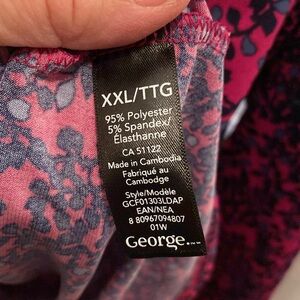 XXL/TTG
95% Polyester
5% Spandex/
Élasthanne
CA 51122
Made in Cambodia
Fabriqué au
Cambodge
Style/Modèle
GCF01303LDAP
EAN/NEA
8 80967094807
01W
George.